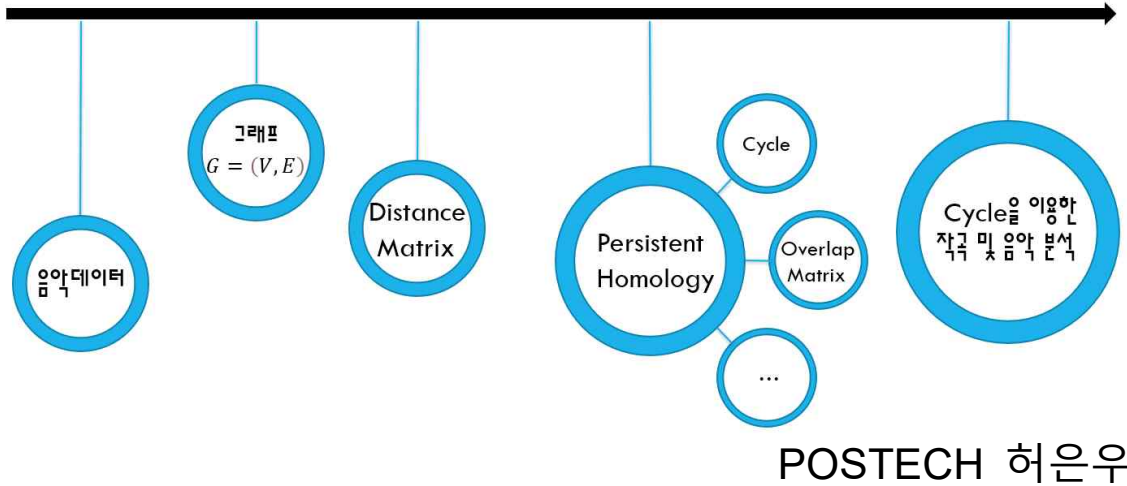 음악데이터
그래프
G = (V, E)
Distance
Matrix
Persistent
Homology
Cycle
Overlap
Matrix
...
Cycle을 이용한
작곡 및 음악 분석
POSTECH 허은우